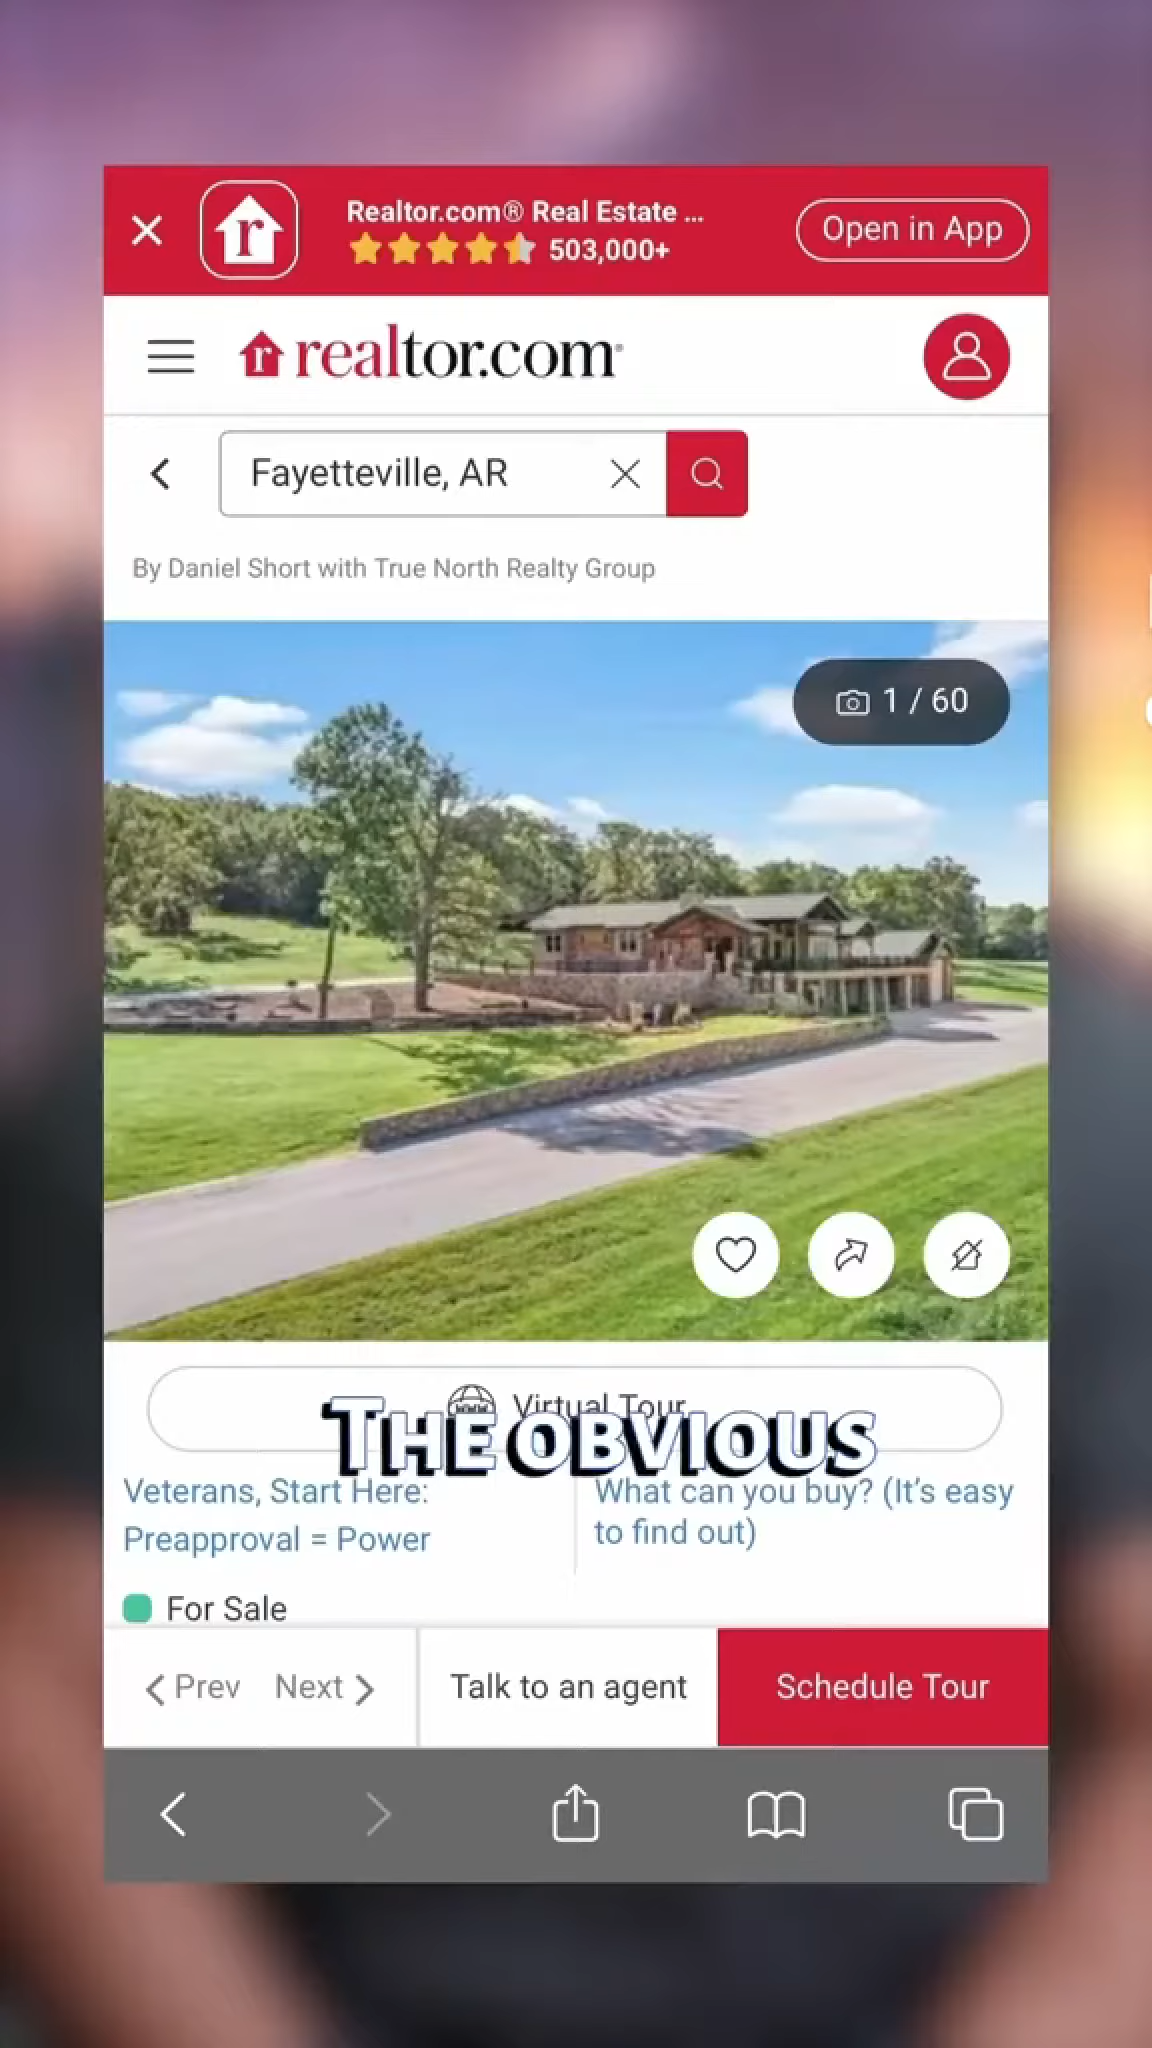 Realtor.com® Real Estate ...
503,000+
Open in App
realtor.com®
Fayetteville, AR
By Daniel Short with True North Realty Group
1 / 60
Virtual Tour
THE OBVIOUS
Veterans, Start Here:
Preapproval = Power
What can you buy? (It's easy
to find out)
For Sale
Prev
Next
Talk to an agent
Schedule Tour